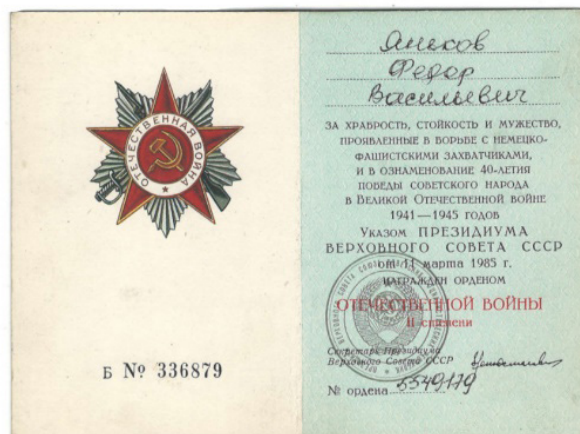 ОТЕЧЕСТВЕННАЯ ВОЙНА
Б № 336879
Федор
Васильевич
ЗА ХРАБРОСТЬ, СТОЙКОСТЬ И МУЖЕСТВО,
ПРОЯВЛЕННЫЕ В БОРЬБЕ С НЕМЕЦКО-
ФАШИСТСКИМИ ЗАХВАТЧИКАМИ,
И В ОЗНАМЕНОВАНИЕ 40-ЛЕТИЯ
ПОБЕДЫ СОВЕТСКОГО НАРОДА
В ВЕЛИКОЙ ОТЕЧЕСТВЕННОЙ ВОЙНЕ
1941—1945 ГОДОВ
УКАЗОМ ПРЕЗИДИУМА
ВЕРХОВНОГО СОВЕТА СССР
от 11 марта 1985 г.
НАГРАЖДЕН ОРДЕНОМ
ОТЕЧЕСТВЕННОЙ ВОЙНЫ
II степени
Секретарь Президиума
Верховного Совета СССР
№ ордена 5549179